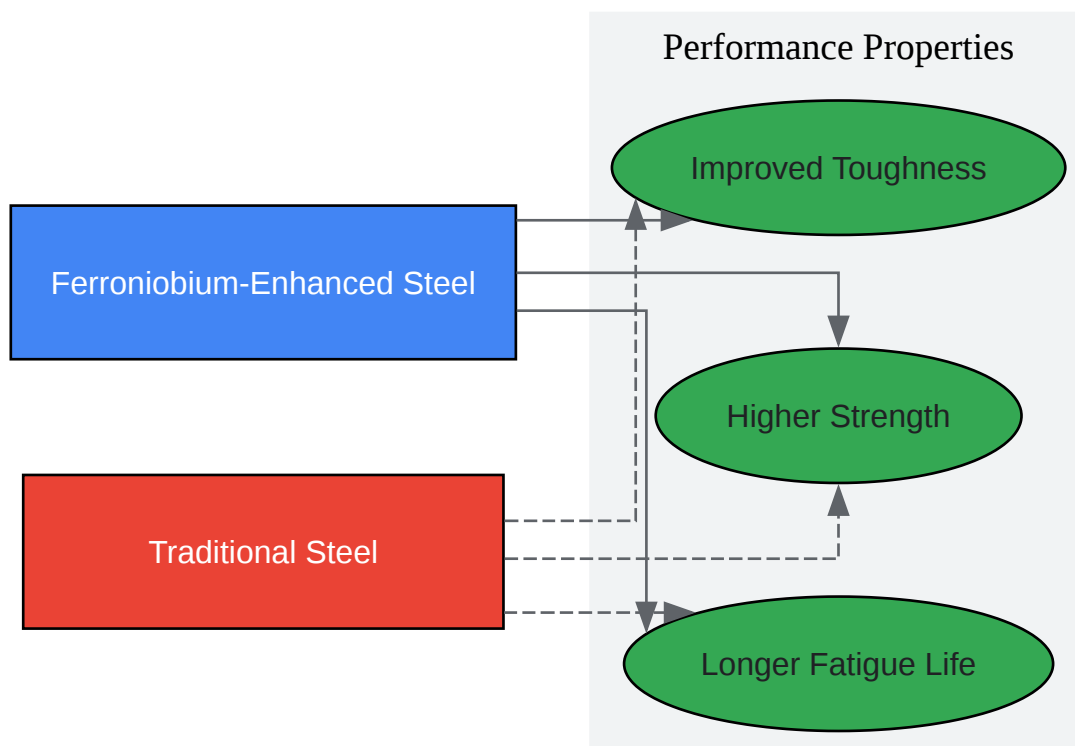 Performance Properties
Improved Toughness
Ferroniobium-Enhanced Steel
Higher Strength
Traditional Steel
Longer Fatigue Life